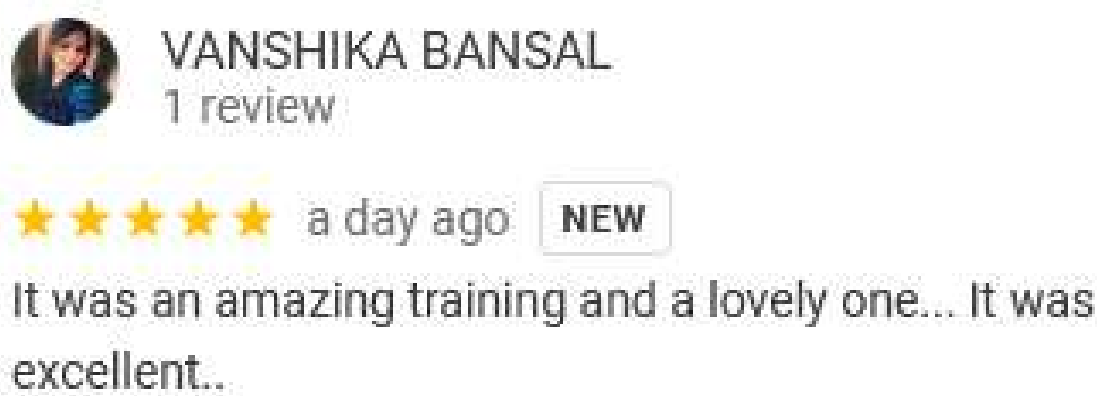 VANSHIKA BANSAL
1 review
a day ago NEW
It was an amazing training and a lovely one... It was
excellent..